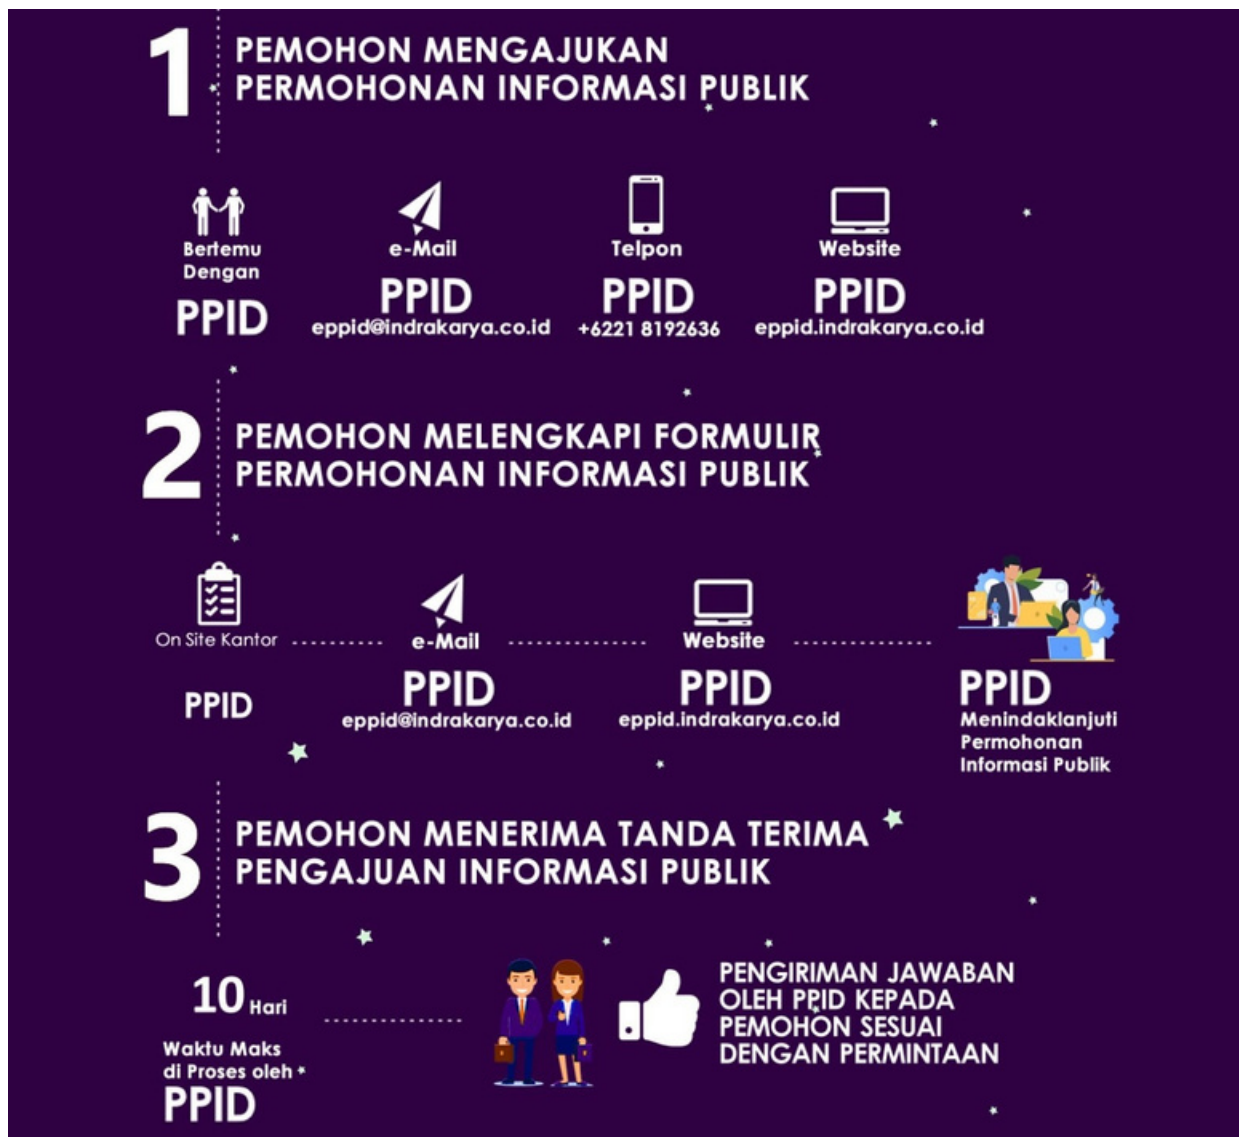 1
PEMOHON MENGAJUKAN
PERMOHONAN INFORMASI PUBLIK
Bertemu
Dengan
PPID
e-Mail
PPID
eppid@indrakarya.co.id
Telpon
PPID
+6221 8192636
Website
PPID
eppid.indrakarya.co.id
2
PEMOHON MELENGKAPI FORMULIR
PERMOHONAN INFORMASI PUBLIK
On Site Kantor
PPID
e-Mail
PPID
eppid@indrakarya.co.id
Website
PPID
eppid.indrakarya.co.id
PPID
Menindaklanjuti
Permohonan
Informasi Publik
3
PEMOHON MENERIMA TANDA TERIMA
PENGAJUAN INFORMASI PUBLIK
10 Hari
Waktu Maks
di Proses oleh
PPID
PENGIRIMAN JAWABAN
OLEH PPID KEPADA
PEMOHON SESUAI
DENGAN PERMINTAAN